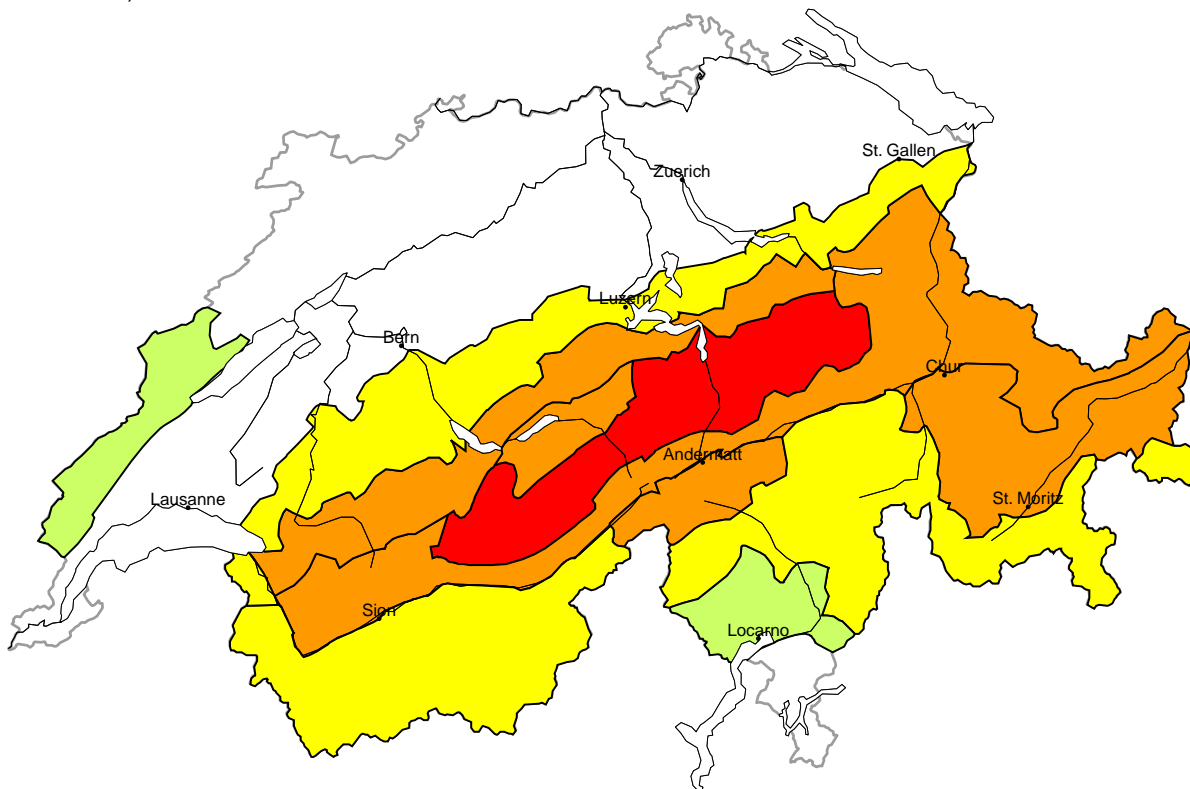 St. Gallen
Zuerich
Luzern
Bern
Chur
Andermatt
Lausanne
St. Moritz
Sion
Locarno